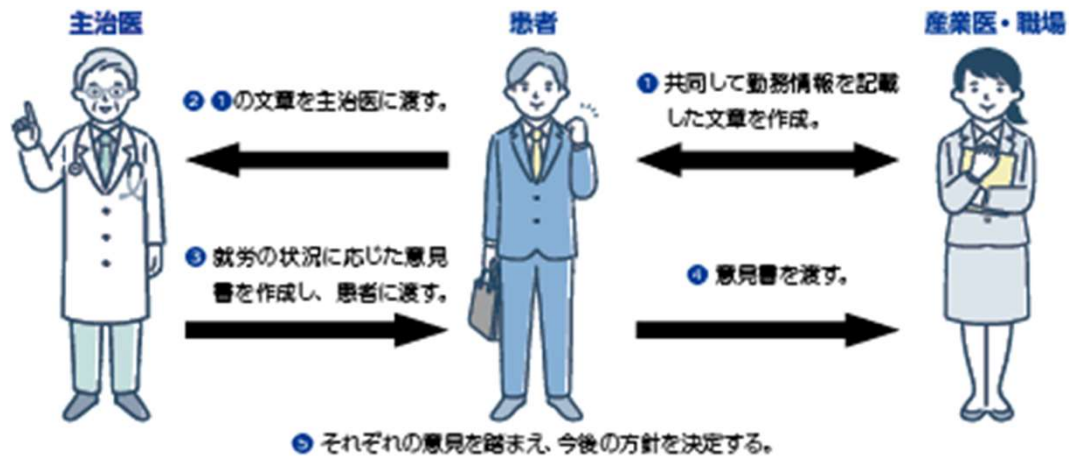 主治医
患者
産業医・職場
❶ 共同して勤務情報を記載
した文章を作成。
❷ ❶の文章を主治医に渡す。
❸ 就労の状況に応じた意見
書を作成し、患者に渡す。
❹ 意見書を渡す。
❺ それぞれの意見を踏まえ、今後の方針を決定する。